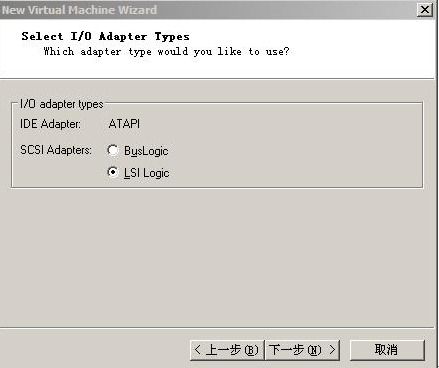 New Virtual Machine Wizard
Select I/O Adapter Types
Which adapter type would you like to use?
I/O adapter types
IDE Adapter: ATAPI
SCSI Adapters: BusLogic
LSI Logic
< 上一步(B) 下一步(N) > 取消